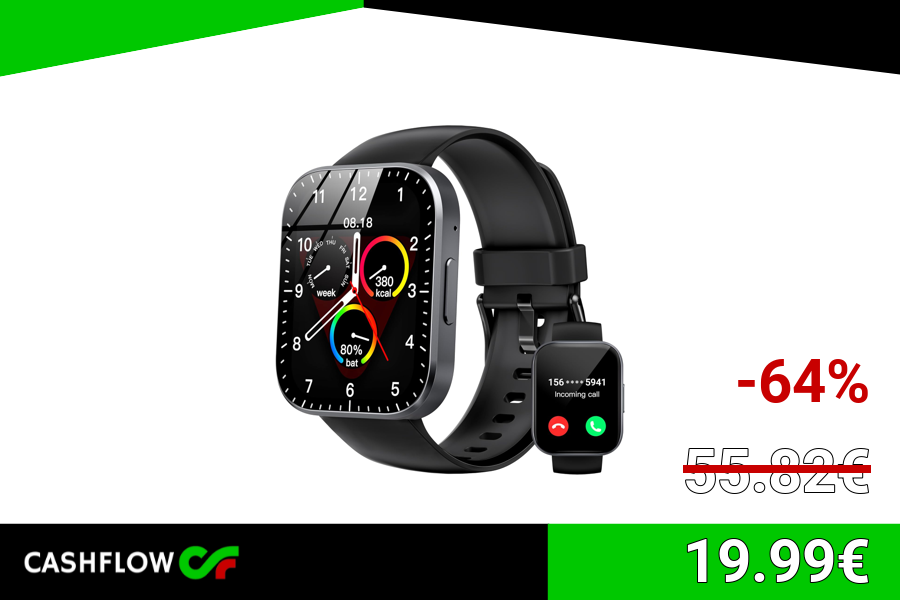 11 12 1
08.18
10 2
MON TUE WED THU FRI SAT SUN
week
380
kcal
9 3
8 4
80%
bat
7 6 5
156 •••• 5941
Incoming call
-64%
55.82€
CASHFLOW
19.99€